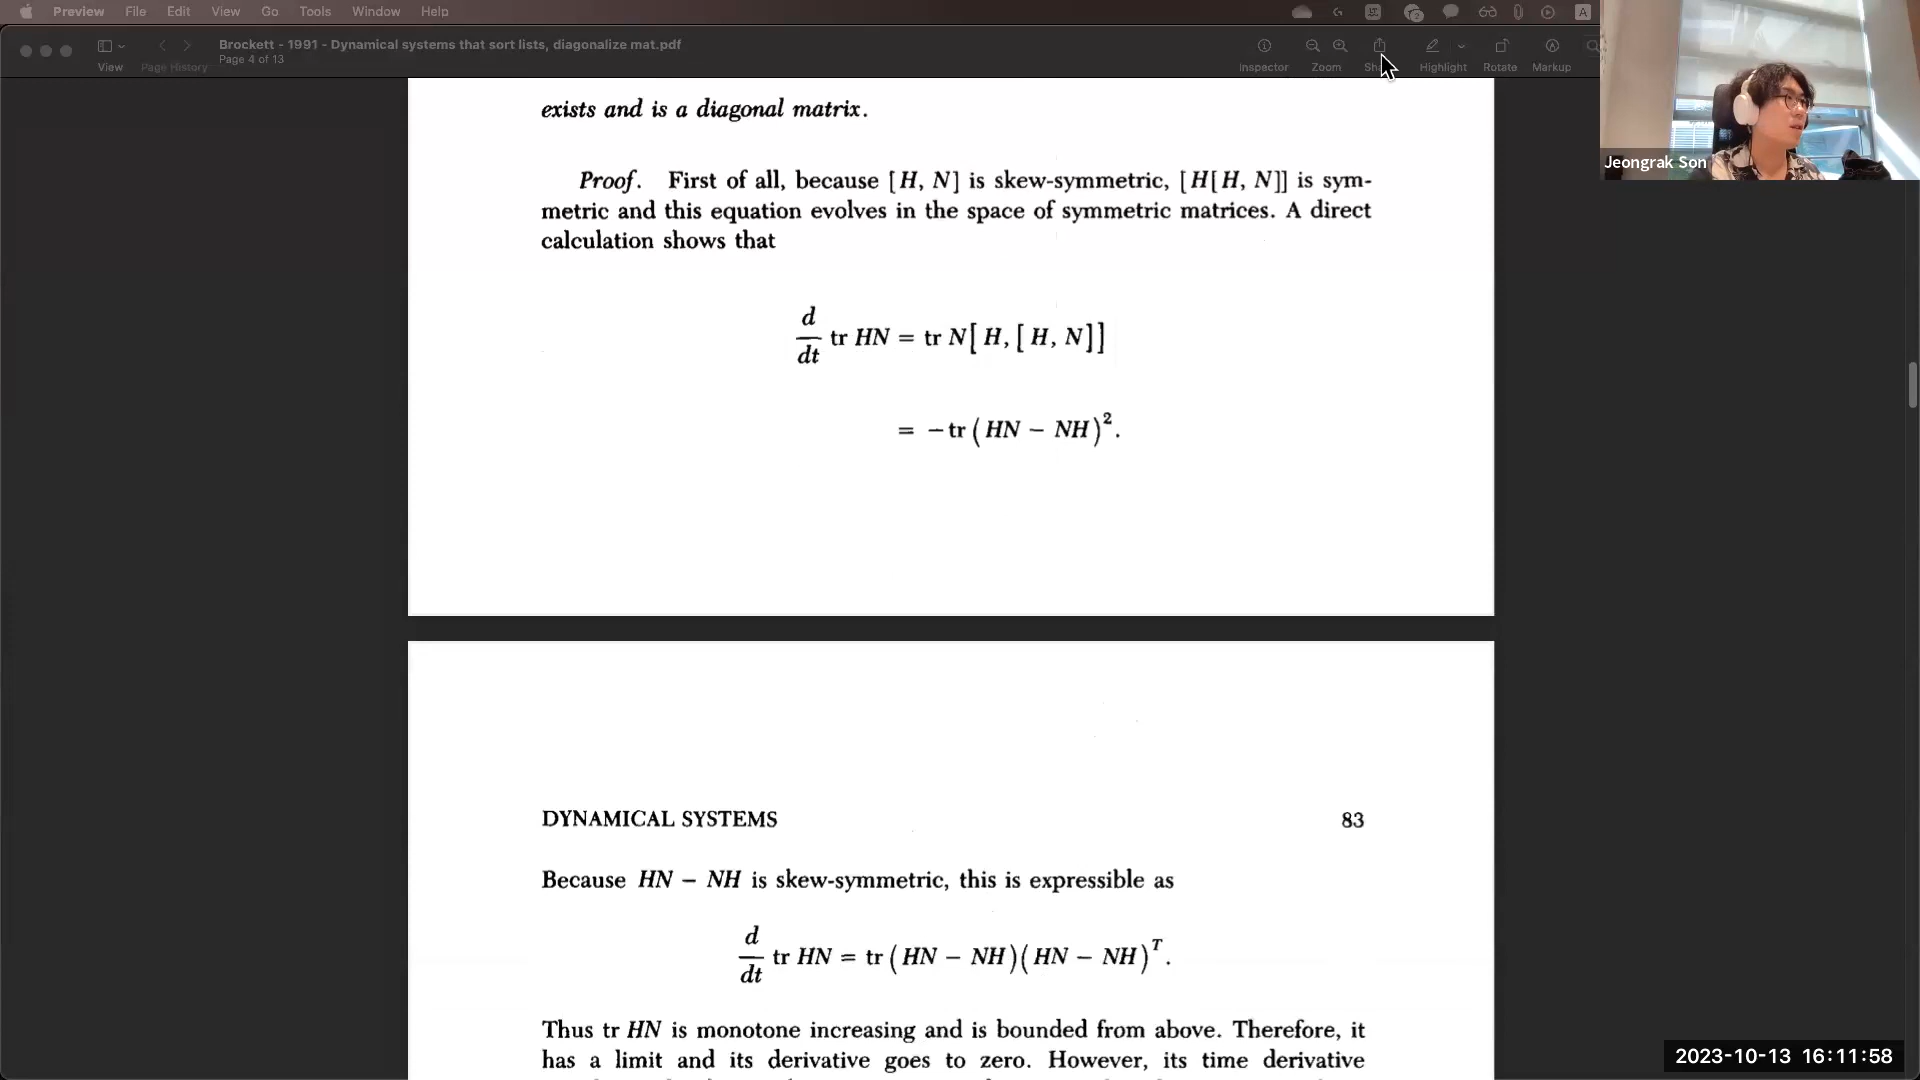 Preview File Edit View Go Tools Window Help
Brockett - 1991 - Dynamical systems that sort lists, diagonalize mat.pdf
Page 4 of 13
View Page History Inspector Zoom Highlight Rotate Markup
Jeongrak Son
exists and is a diagonal matrix.
Proof. First of all, because [H, N] is skew-symmetric, [H[H, N]] is sym-
metric and this equation evolves in the space of symmetric matrices. A direct
calculation shows that
d/dt tr HN = tr N[H, [H, N]]
= −tr (HN − NH)².
DYNAMICAL SYSTEMS 83
Because HN − NH is skew-symmetric, this is expressible as
d/dt tr HN = tr (HN − NH)(HN − NH)ᵀ.
Thus tr HN is monotone increasing and is bounded from above. Therefore, it
has a limit and its derivative goes to zero. However, its time derivative
2023-10-13 16:11:58